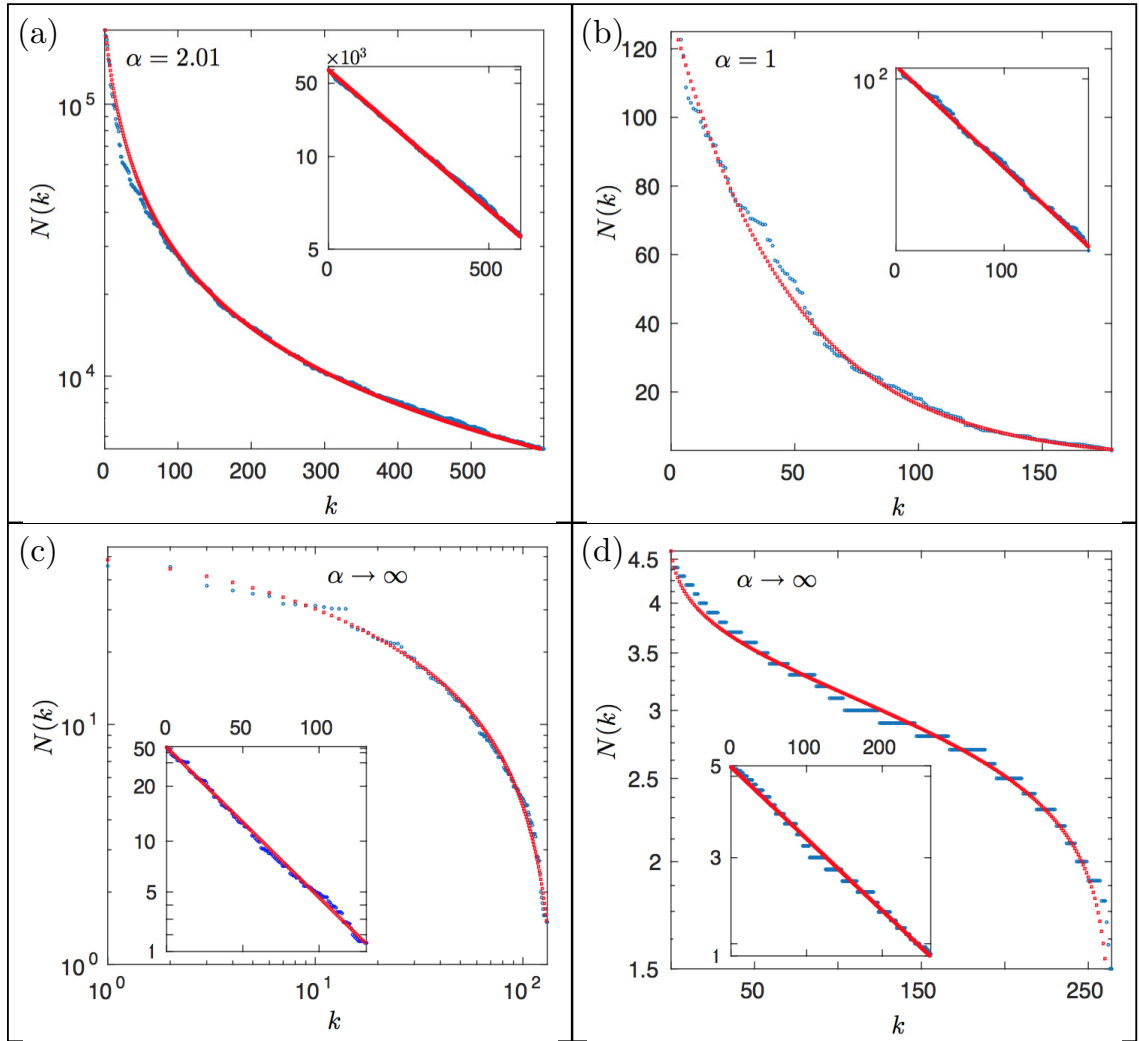 (a)
α = 2.01
N(k)
10⁵
10⁴
0 100 200 300 400 500
k
×10³
50
10
5
0 500
(b)
α = 1
N(k)
120
100
80
60
40
20
0 50 100 150
k
10²
0 100
(c)
α → ∞
N(k)
10¹
10⁰
10⁰ 10¹ 10²
k
0 50 100
50
20
10
5
1
(d)
α → ∞
N(k)
4.5
4
3.5
3
2.5
2
1.5
50 150 250
k
0 100 200
5
3
1